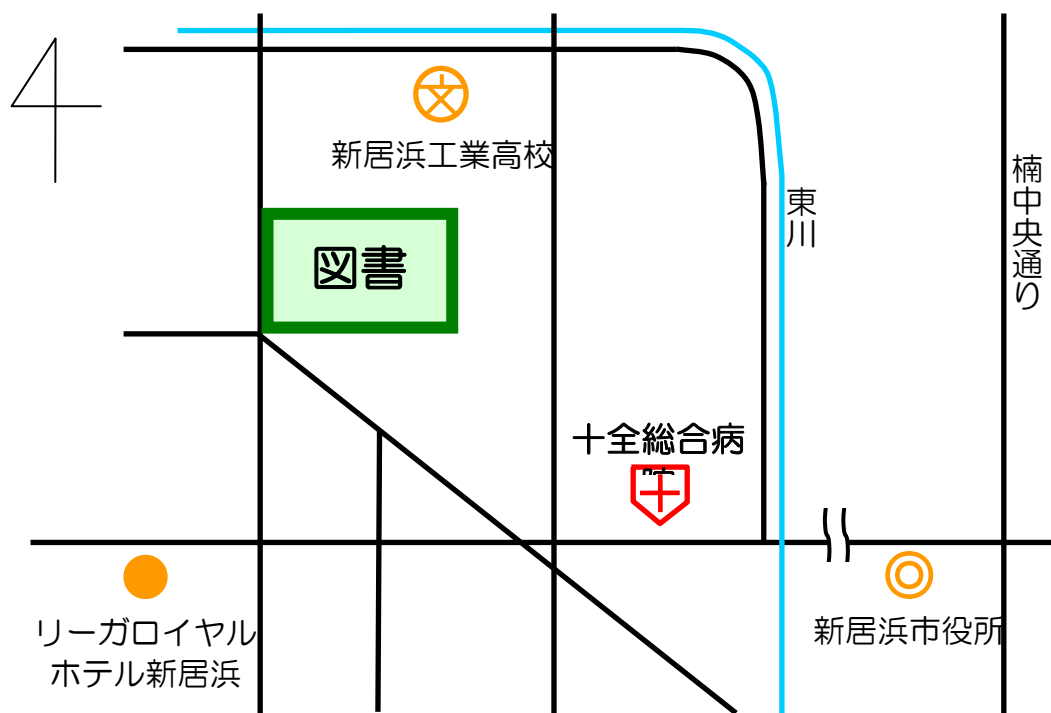 新居浜工業高校
東川
楠中央通り
図書
十全総合病
リーガロイヤル
ホテル新居浜
新居浜市役所